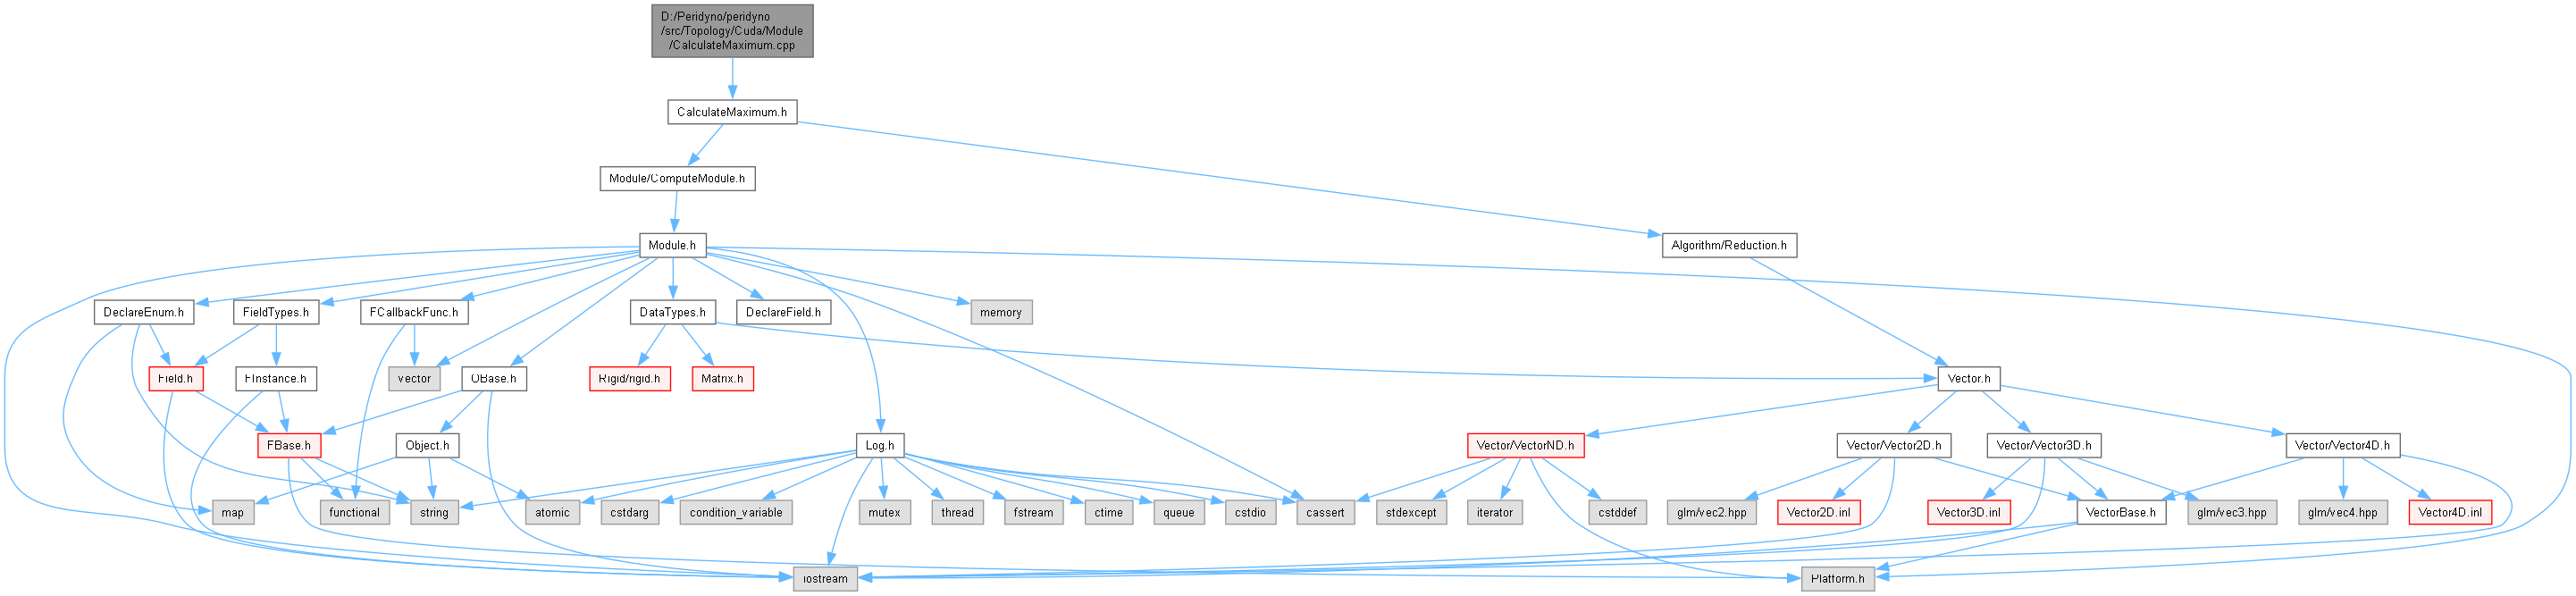 D:/Peridyno/peridyno
/src/Topology/Cuda/Module
/CalculateMaximum.cpp
CalculateMaximum.h
Module/ComputeModule.h
Module.h
Algorithm/Reduction.h
DeclareEnum.h
FieldTypes.h
FCallbackFunc.h
DataTypes.h
DeclareField.h
memory
Field.h
FInstance.h
vector
OBase.h
Rigid/rigid.h
Matrix.h
Vector.h
FBase.h
Object.h
Log.h
Vector/VectorND.h
Vector/Vector2D.h
Vector/Vector3D.h
Vector/Vector4D.h
map
functional
string
atomic
cstdarg
condition_variable
mutex
thread
fstream
ctime
queue
cstdio
cassert
stdexcept
iterator
cstddef
glm/vec2.hpp
Vector2D.inl
Vector3D.inl
VectorBase.h
glm/vec3.hpp
glm/vec4.hpp
Vector4D.inl
iostream
Platform.h